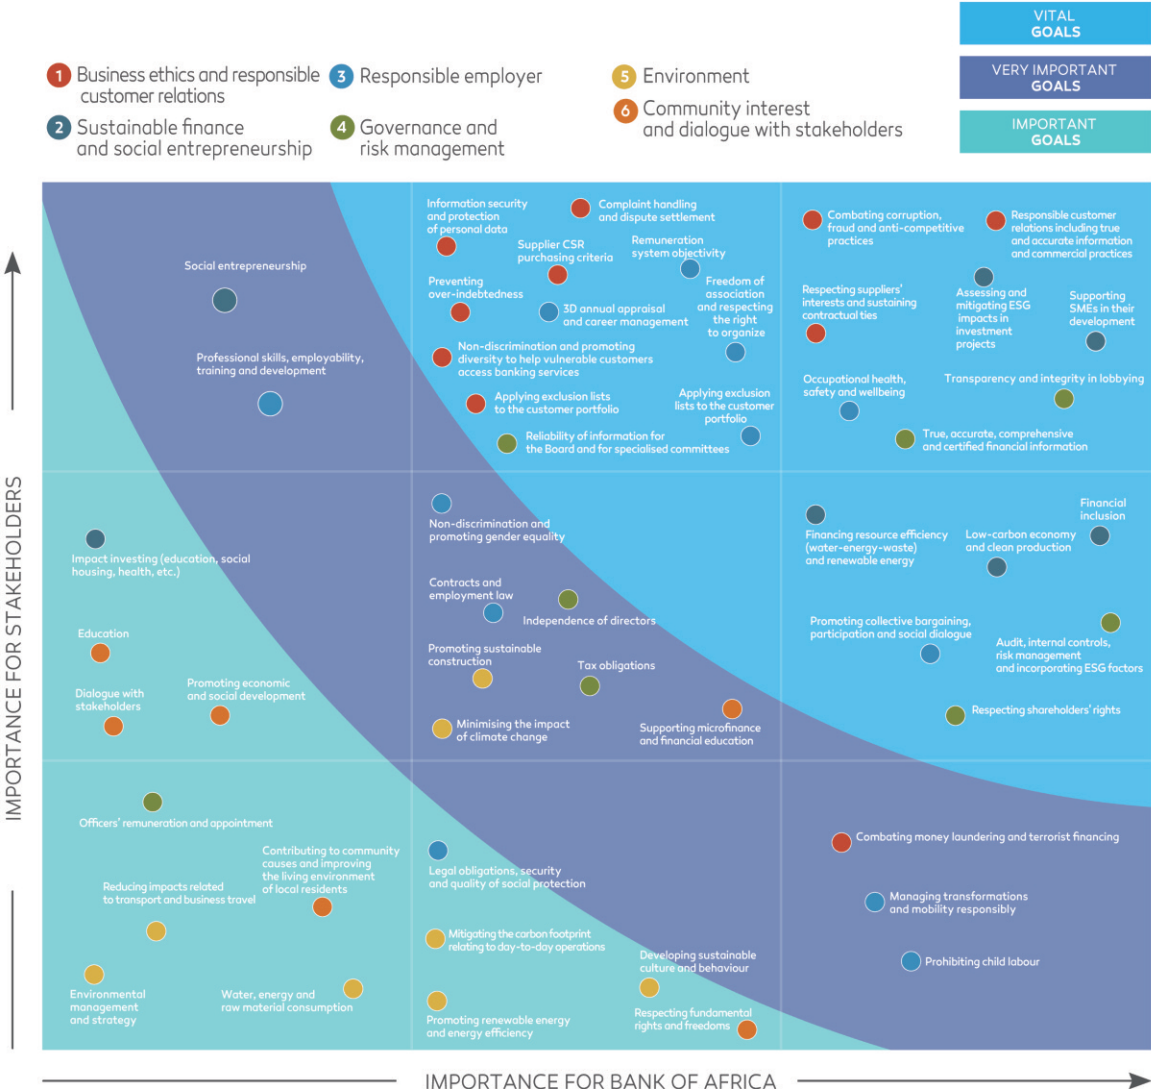 VITAL
GOALS
VERY IMPORTANT
GOALS
IMPORTANT
GOALS
1 Business ethics and responsible
customer relations
2 Sustainable finance
and social entrepreneurship
3 Responsible employer
4 Governance and
risk management
5 Environment
6 Community interest
and dialogue with stakeholders
IMPORTANCE FOR STAKEHOLDERS
Social entrepreneurship
Professional skills, employability,
training and development
Information security
and protection
of personal data
Complaint handling
and dispute settlement
Supplier CSR
purchasing criteria
Remuneration
system objectivity
Preventing
over-indebtedness
3D annual appraisal
and career management
Freedom of
association
and respecting
the right
to organize
Non-discrimination and promoting
diversity to help vulnerable customers
access banking services
Applying exclusion lists
to the customer portfolio
Applying exclusion
lists to the customer
portfolio
Reliability of information for
the Board and for specialised committees
Combating corruption,
fraud and anti-competitive
practices
Responsible customer
relations including true
and accurate information
and commercial practices
Respecting suppliers'
interests and sustaining
contractual ties
Assessing and
mitigating ESG
impacts in
investment
projects
Supporting
SMEs in their
development
Occupational health,
safety and wellbeing
Transparency and integrity in lobbying
True, accurate, comprehensive
and certified financial information
Impact investing (education, social
housing, health, etc.)
Education
Dialogue with
stakeholders
Promoting economic
and social development
Non-discrimination and
promoting gender equality
Contracts and
employment law
Independence of directors
Promoting sustainable
construction
Tax obligations
Minimising the impact
of climate change
Supporting microfinance
and financial education
Financing resource efficiency
(water-energy-waste)
and renewable energy
Low-carbon economy
and clean production
Financial
inclusion
Promoting collective bargaining,
participation and social dialogue
Audit, internal controls,
risk management
and incorporating ESG factors
Respecting shareholders' rights
Officers' remuneration and appointment
Contributing to community
causes and improving
the living environment
of local residents
Reducing impacts related
to transport and business travel
Environmental
management
and strategy
Water, energy and
raw material consumption
Legal obligations, security
and quality of social protection
Mitigating the carbon footprint
relating to day-to-day operations
Developing sustainable
culture and behaviour
Promoting renewable energy
and energy efficiency
Respecting fundamental
rights and freedoms
Combating money laundering and terrorist financing
Managing transformations
and mobility responsibly
Prohibiting child labour
IMPORTANCE FOR BANK OF AFRICA